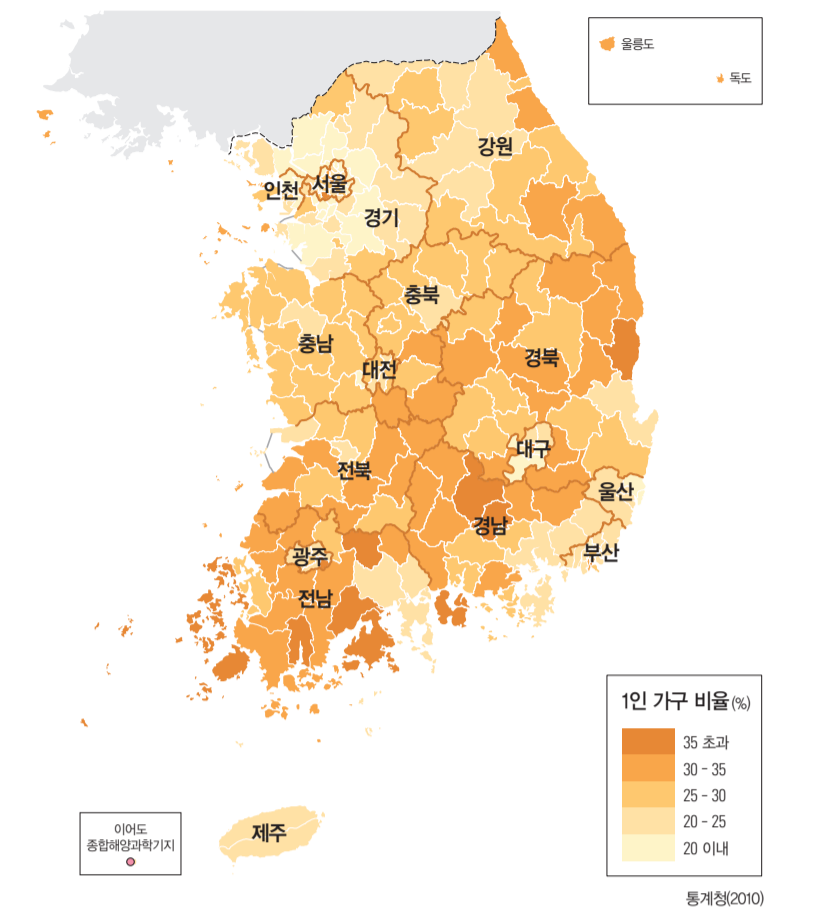 울릉도
독도
강원
인천
서울
경기
충북
충남
대전
경북
대구
전북
울산
경남
부산
광주
전남
제주
이어도
종합해양과학기지
1인 가구 비율(%)
35 초과
30 - 35
25 - 30
20 - 25
20 이내
통계청(2010)